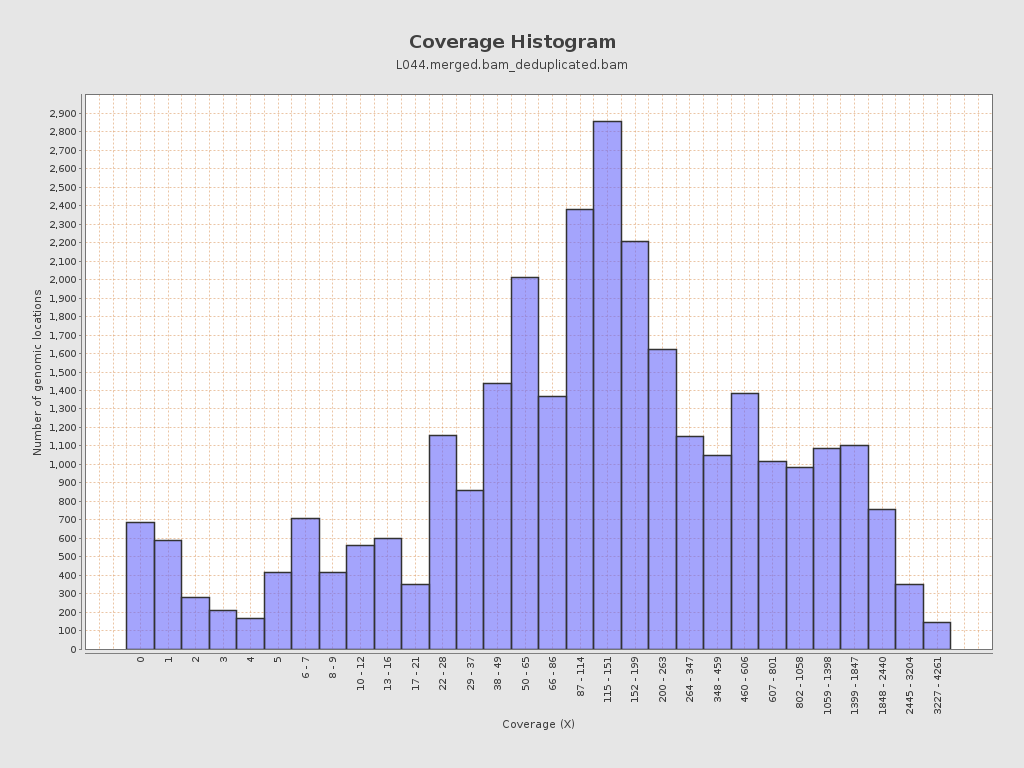 Coverage Histogram
L044.merged.bam_deduplicated.bam
Number of genomic locations
2,900
2,800
2,700
2,600
2,500
2,400
2,300
2,200
2,100
2,000
1,900
1,800
1,700
1,600
1,500
1,400
1,300
1,200
1,100
1,000
900
800
700
600
500
400
300
200
100
0
0
1
2
3
4
5
6 - 7
8 - 9
10 - 12
13 - 16
17 - 21
22 - 28
29 - 37
38 - 49
50 - 65
66 - 86
87 - 114
115 - 151
152 - 199
200 - 263
264 - 347
348 - 459
460 - 606
607 - 801
802 - 1058
1059 - 1398
1399 - 1847
1848 - 2440
2445 - 3204
3227 - 4261
Coverage (X)